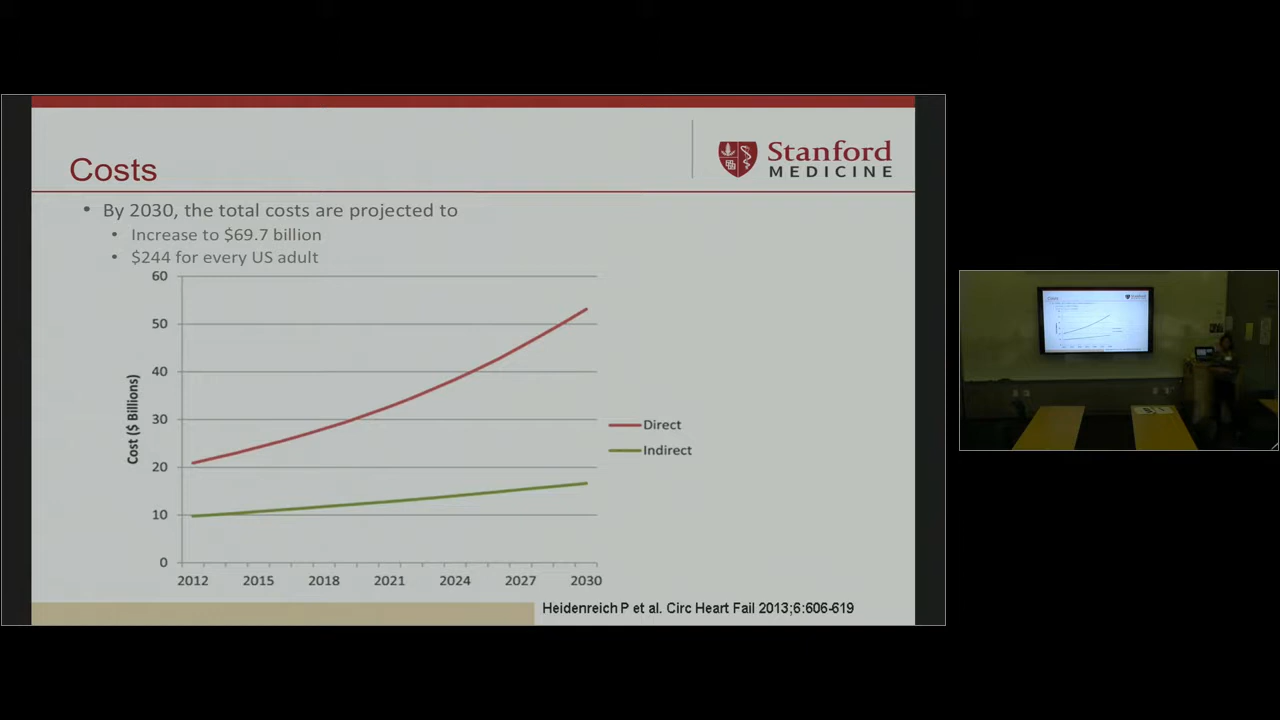 Costs
Stanford
MEDICINE
• By 2030, the total costs are projected to
• Increase to $69.7 billion
• $244 for every US adult
60
50
40
30
20
10
0
Cost ($ Billions)
2012 2015 2018 2021 2024 2027 2030
Direct
Indirect
Heidenreich P et al. Circ Heart Fail 2013;6:606-619
Costs